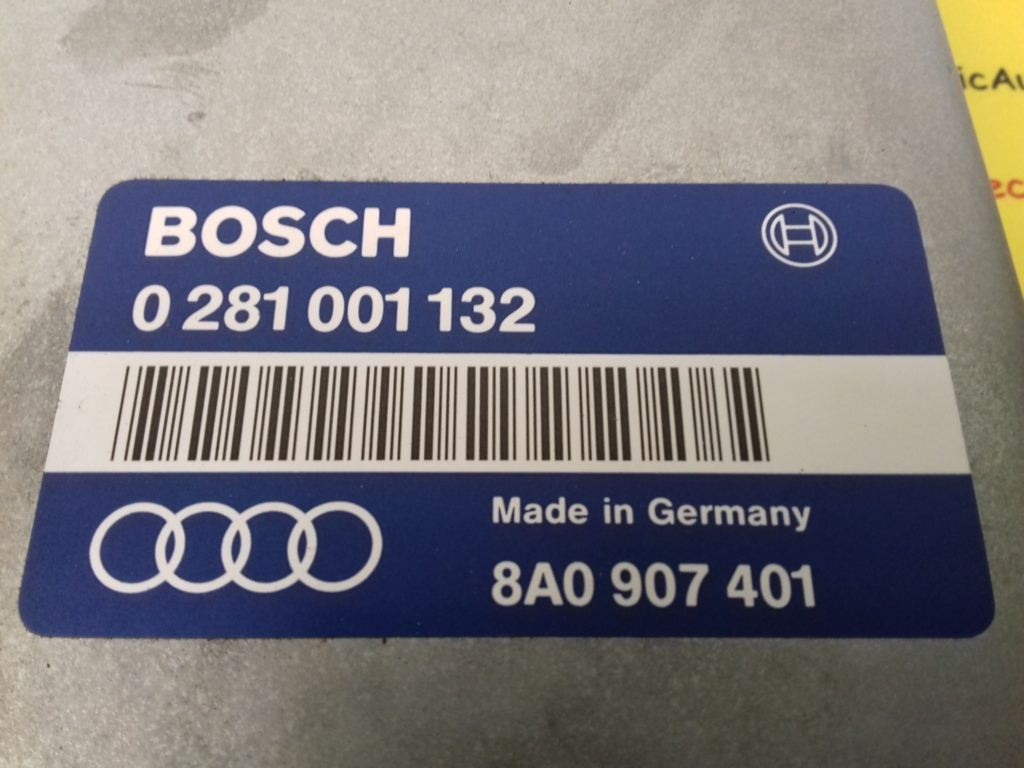 BOSCH
0 281 001 132
Made in Germany
8A0 907 401